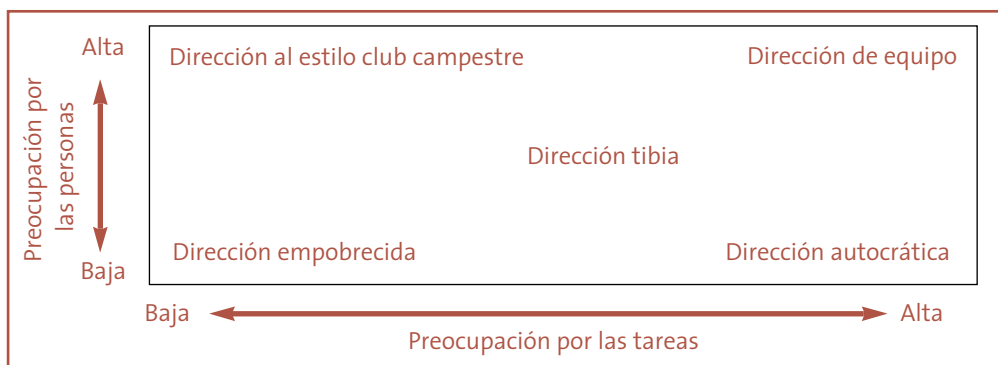 Alta
Dirección al estilo club campestre
Dirección de equipo
Preocupación por
las personas
Dirección tibia
Dirección empobrecida
Dirección autocrática
Baja
Baja
Alta
Preocupación por las tareas